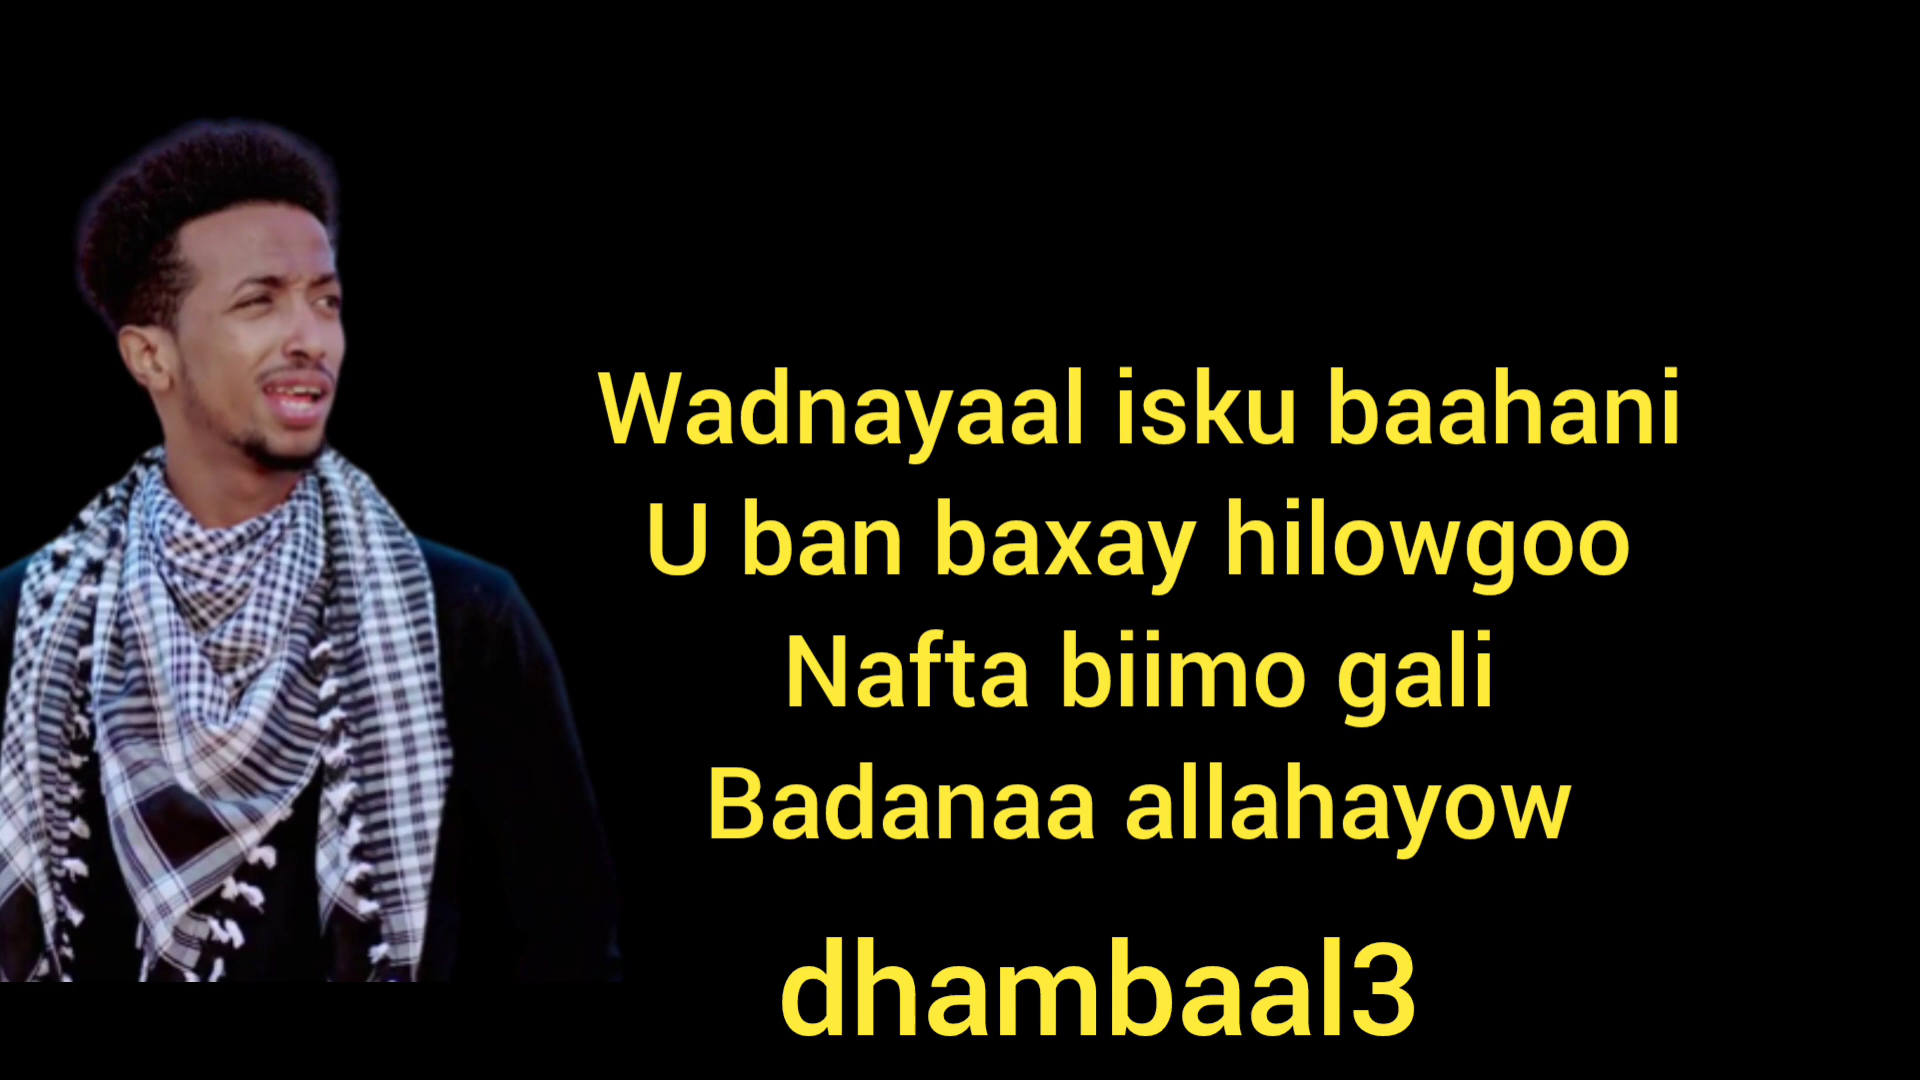 Wadnayaal isku baahani
U ban baxay hilowgoo
Nafta biimo gali
Badanaa allahayow
dhambaal3